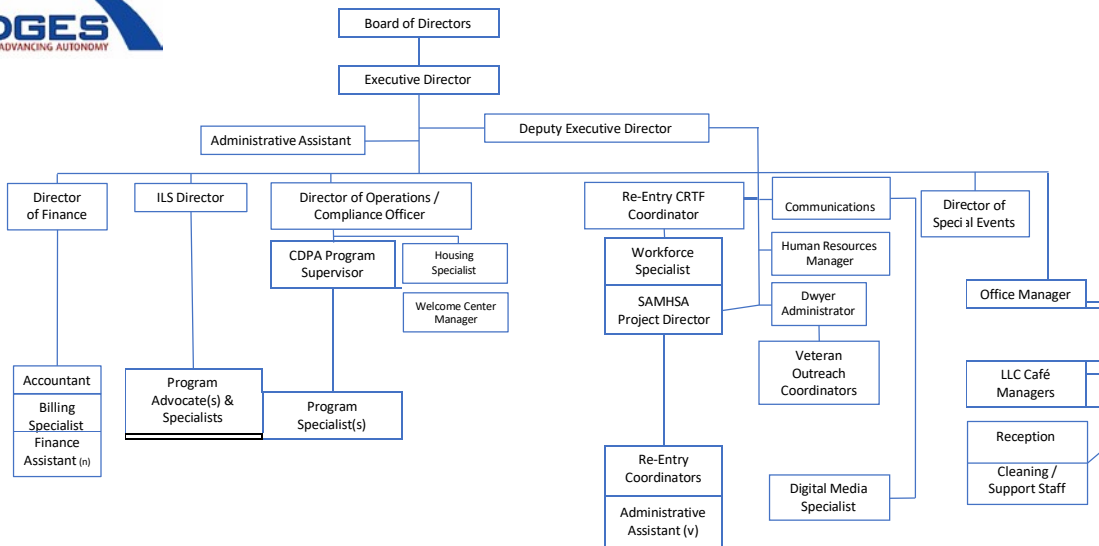 ADVANCING AUTONOMY
Board of Directors
Executive Director
Deputy Executive Director
Administrative Assistant
Director
of Finance
ILS Director
Director of Operations /
Compliance Officer
Re-Entry CRTF
Coordinator
Communications
Director of
Special Events
CDPA Program
Supervisor
Housing
Specialist
Workforce
Specialist
Human Resources
Manager
Welcome Center
Manager
SAMHSA
Project Director
Dwyer
Administrator
Office Manager
Veteran
Outreach
Coordinators
Accountant
Billing
Specialist
Finance
Assistant (n)
Program
Advocate(s) &
Specialists
Program
Specialist(s)
LLC Café
Managers
Reception
Cleaning /
Support Staff
Re-Entry
Coordinators
Administrative
Assistant (v)
Digital Media
Specialist